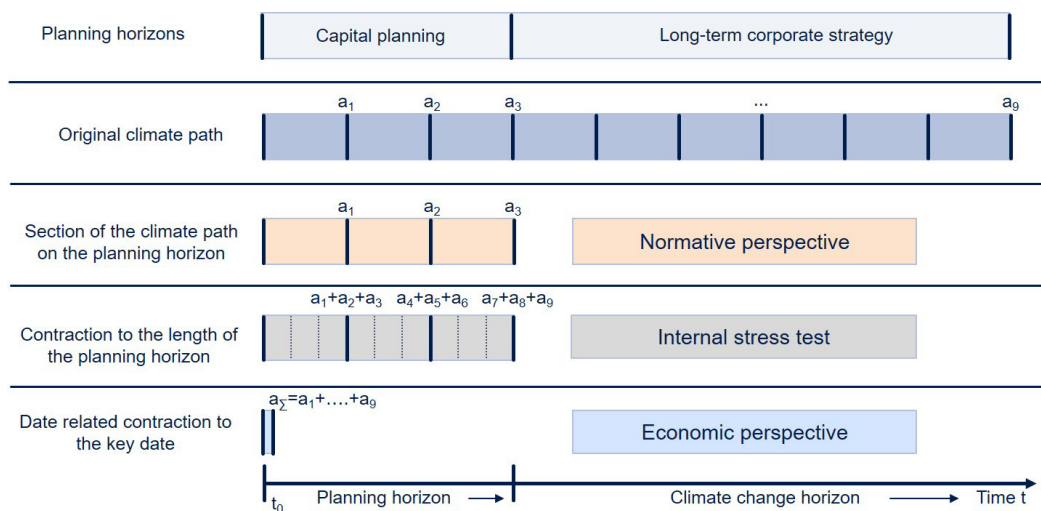 Planning horizons
Capital planning
Long-term corporate strategy
Original climate path
a₁
a₂
a₃
...
a₉
Section of the climate path
on the planning horizon
a₁
a₂
a₃
Normative perspective
Contraction to the length of
the planning horizon
a₁+a₂+a₃
a₄+a₅+a₆
a₇+a₈+a₉
Internal stress test
Date related contraction to
the key date
a_Σ=a₁+....+a₉
Economic perspective
t₀
Planning horizon
Climate change horizon
Time t